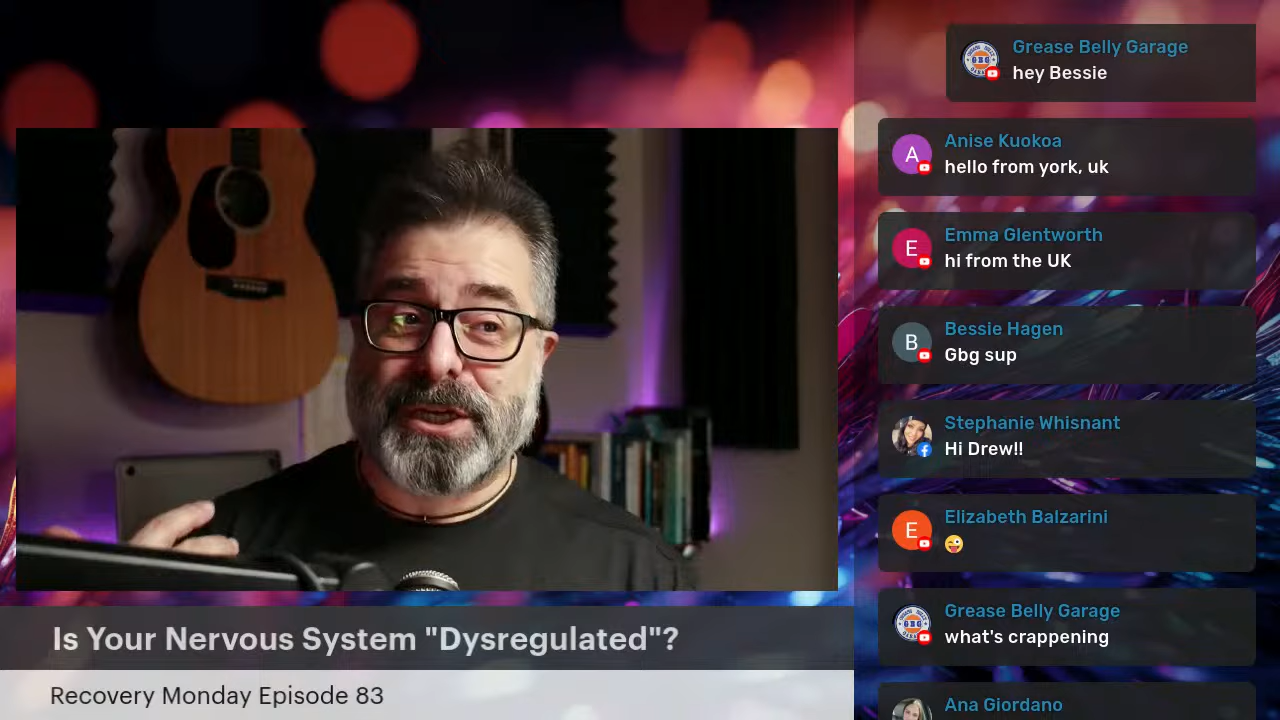 Grease Belly Garage
hey Bessie
A
Anise Kuokoa
hello from york, uk
E
Emma Glentworth
hi from the UK
B
Bessie Hagen
Gbg sup
Stephanie Whisnant
Hi Drew!!
E
Elizabeth Balzarini
Grease Belly Garage
what's crappening
Ana Giordano
Is Your Nervous System "Dysregulated"?
Recovery Monday Episode 83